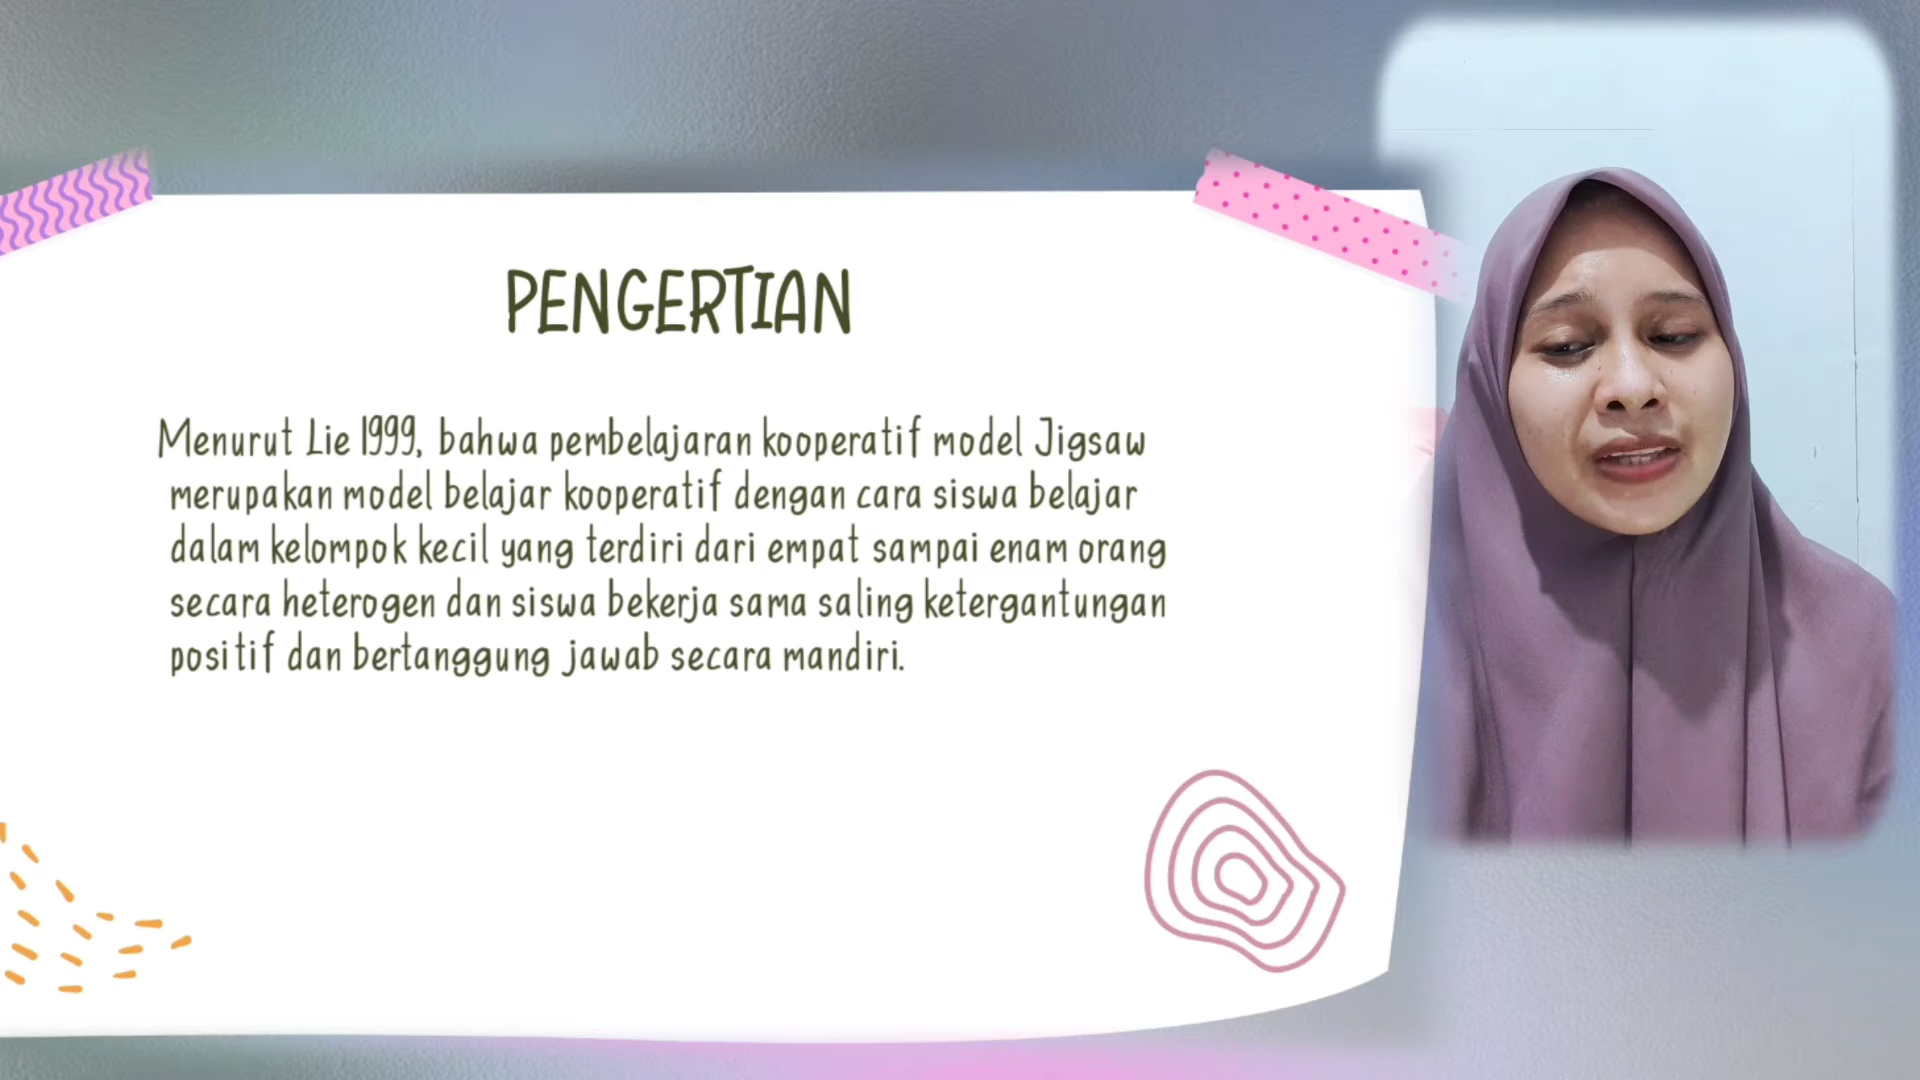 PENGERTIAN
Menurut Lie 1999, bahwa pembelajaran kooperatif model Jigsaw
merupakan model belajar kooperatif dengan cara siswa belajar
dalam kelompok kecil yang terdiri dari empat sampai enam orang
secara heterogen dan siswa bekerja sama saling ketergantungan
positif dan bertanggung jawab secara mandiri.